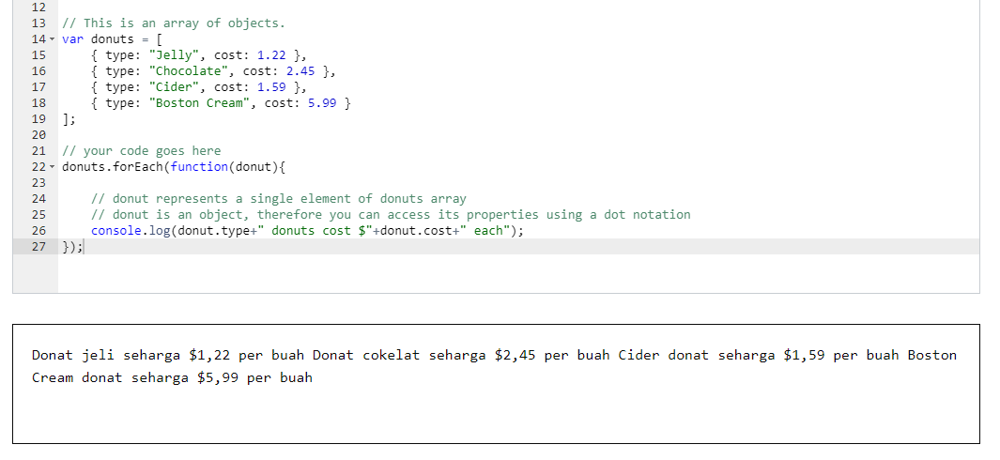 12
13 // This is an array of objects.
14 var donuts = [
15 { type: "Jelly", cost: 1.22 },
16 { type: "Chocolate", cost: 2.45 },
17 { type: "Cider", cost: 1.59 },
18 { type: "Boston Cream", cost: 5.99 }
19 ];
20
21 // your code goes here
22 donuts.forEach(function(donut){
23
24 // donut represents a single element of donuts array
25 // donut is an object, therefore you can access its properties using a dot notation
26 console.log(donut.type+" donuts cost $"+donut.cost+" each");
27 });
Donat jeli seharga $1,22 per buah Donat cokelat seharga $2,45 per buah Cider donat seharga $1,59 per buah Boston
Cream donat seharga $5,99 per buah